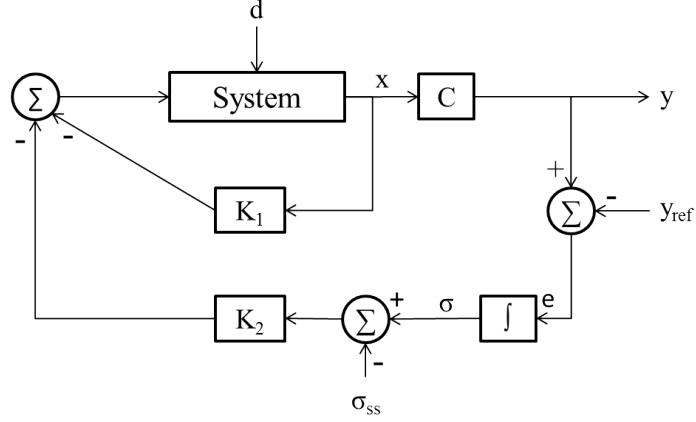 d
∑
System
x
C
y
-
-
+
K₁
∑
-
y_ref
K₂
∑
+
σ
∫
e
-
σ_ss